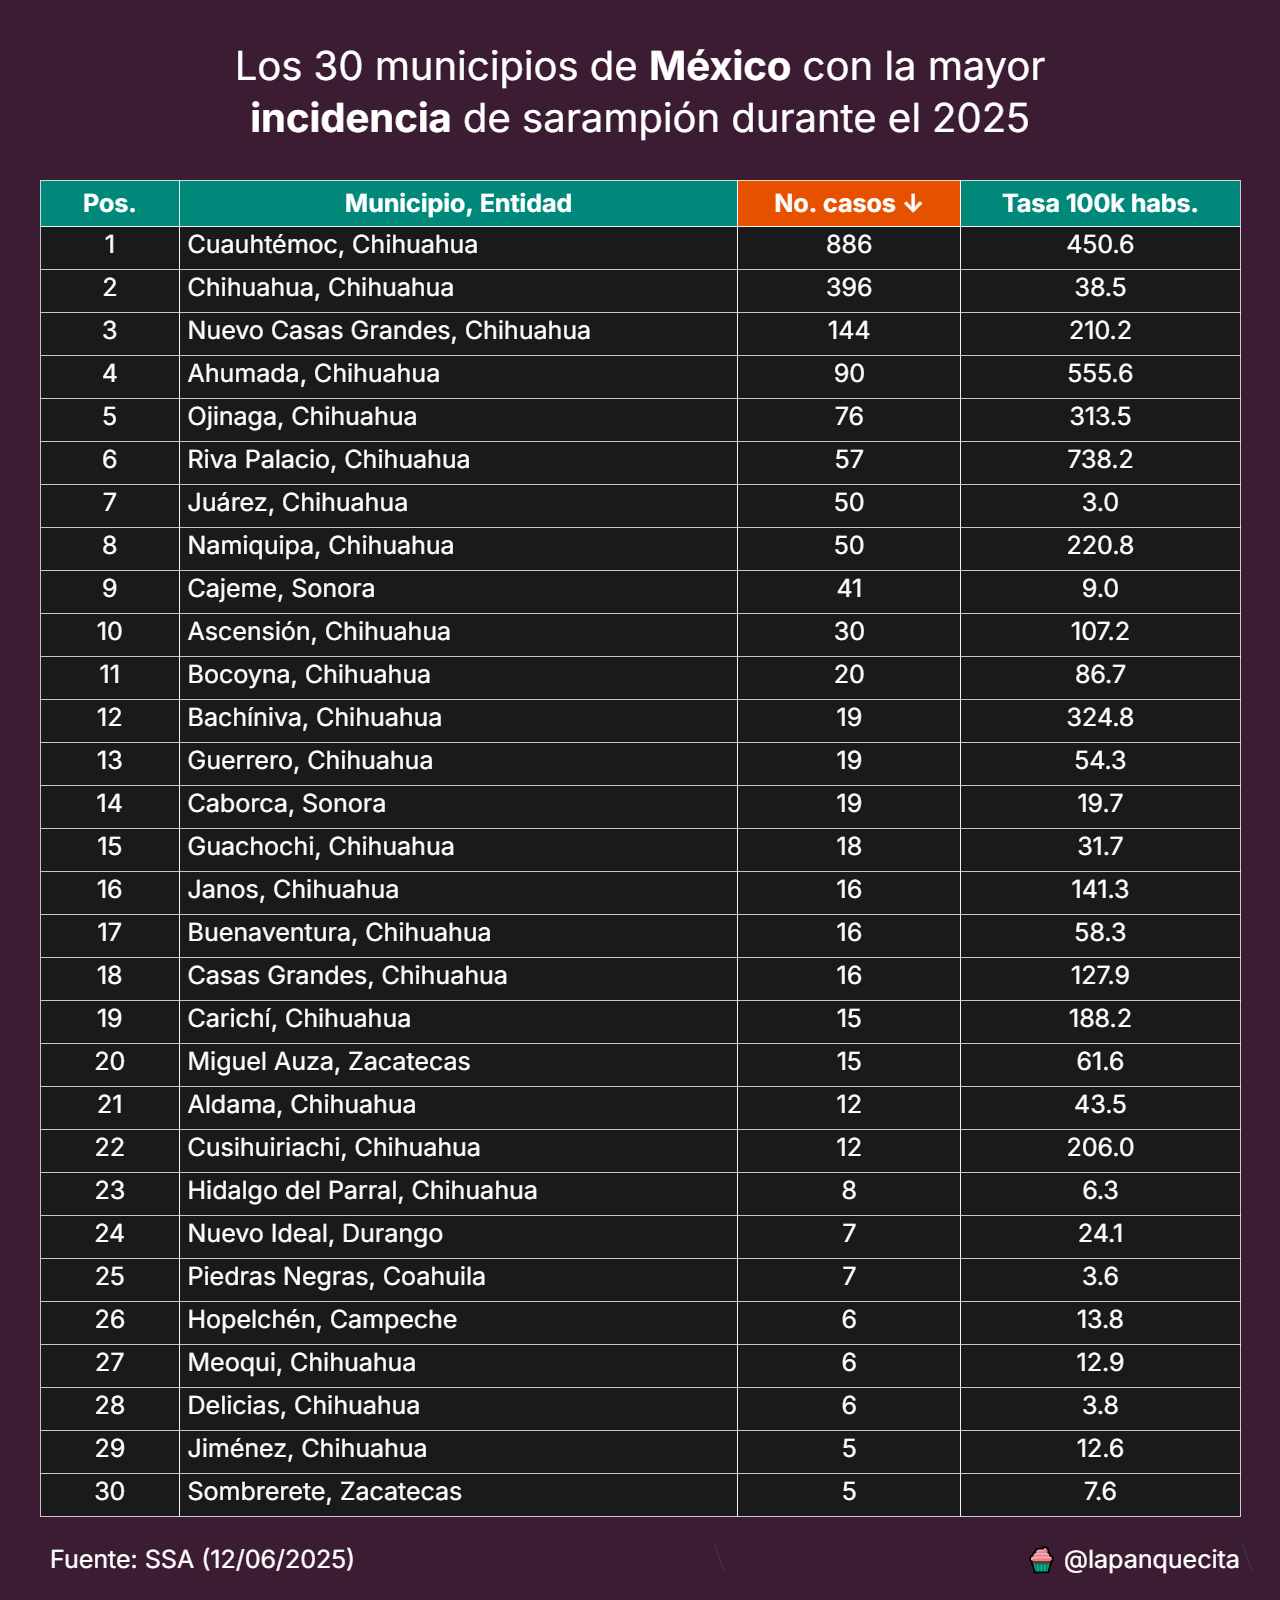 Los 30 municipios de México con la mayor
incidencia de sarampión durante el 2025
Pos. Municipio, Entidad No. casos ↓ Tasa 100k habs.
1 Cuauhtémoc, Chihuahua 886 450.6
2 Chihuahua, Chihuahua 396 38.5
3 Nuevo Casas Grandes, Chihuahua 144 210.2
4 Ahumada, Chihuahua 90 555.6
5 Ojinaga, Chihuahua 76 313.5
6 Riva Palacio, Chihuahua 57 738.2
7 Juárez, Chihuahua 50 3.0
8 Namiquipa, Chihuahua 50 220.8
9 Cajeme, Sonora 41 9.0
10 Ascensión, Chihuahua 30 107.2
11 Bocoyna, Chihuahua 20 86.7
12 Bachíniva, Chihuahua 19 324.8
13 Guerrero, Chihuahua 19 54.3
14 Caborca, Sonora 19 19.7
15 Guachochi, Chihuahua 18 31.7
16 Janos, Chihuahua 16 141.3
17 Buenaventura, Chihuahua 16 58.3
18 Casas Grandes, Chihuahua 16 127.9
19 Carichí, Chihuahua 15 188.2
20 Miguel Auza, Zacatecas 15 61.6
21 Aldama, Chihuahua 12 43.5
22 Cusihuiriachi, Chihuahua 12 206.0
23 Hidalgo del Parral, Chihuahua 8 6.3
24 Nuevo Ideal, Durango 7 24.1
25 Piedras Negras, Coahuila 7 3.6
26 Hopelchén, Campeche 6 13.8
27 Meoqui, Chihuahua 6 12.9
28 Delicias, Chihuahua 6 3.8
29 Jiménez, Chihuahua 5 12.6
30 Sombrerete, Zacatecas 5 7.6
Fuente: SSA (12/06/2025) 🧁 @lapanquecita